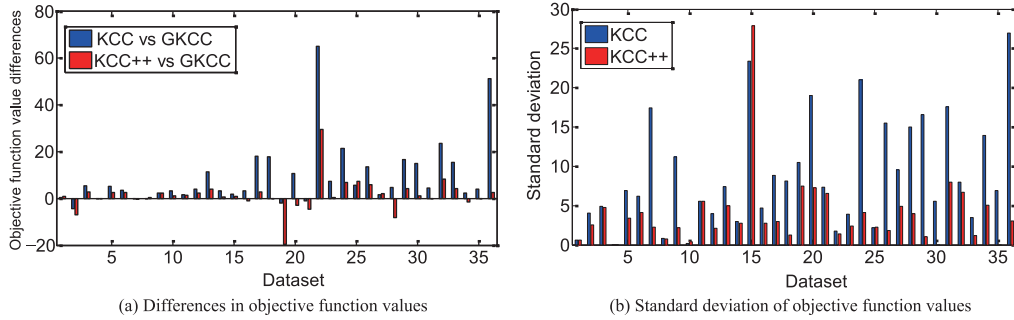 Objective function value differences
80
60
40
20
0
−20
KCC vs GKCC
KCC++ vs GKCC
5
10
15
20
25
30
35
Dataset
(a) Differences in objective function values
Standard deviation
30
25
20
15
10
5
0
KCC
KCC++
5
10
15
20
25
30
35
Dataset
(b) Standard deviation of objective function values